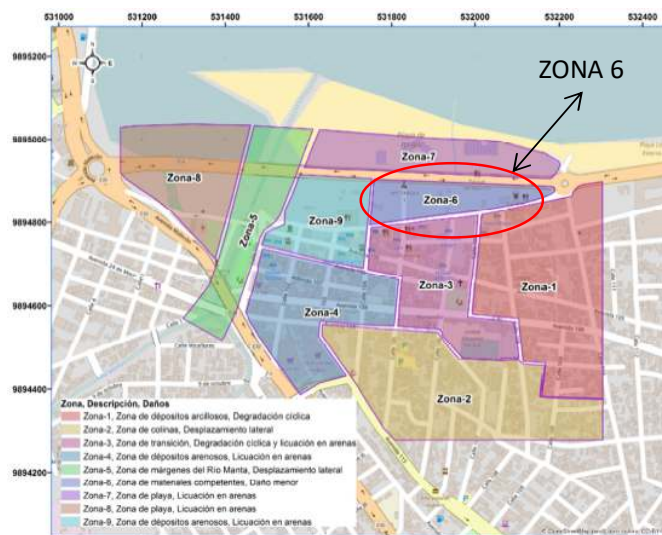 531000 531200 531400 531600 531800 532000 532200 532400
ZONA 6
9895200
9895000
9894800
9894600
9894400
9894200
Zona-7
Zona-8
Zona-6
Zona-5
Zona-9
Zona-3
Zona-1
Zona-4
Zona-2
Zona, Descripción, Daños
Zona-1, Zona de depósitos arcillosos, Degradación cíclica
Zona-2, Zona de colinas, Desplazamiento lateral
Zona-3, Zona de transición, Degradación cíclica y licuación en arenas
Zona-4, Zona de depósitos arenosos, Licuación en arenas
Zona-5, Zona de márgenes del Río Manta, Desplazamiento lateral
Zona-6, Zona de materiales competentes, Daño menor
Zona-7, Zona de playa, Licuación en arenas
Zona-8, Zona de playa, Licuación en arenas
Zona-9, Zona de depósitos arenosos, Licuación en arenas